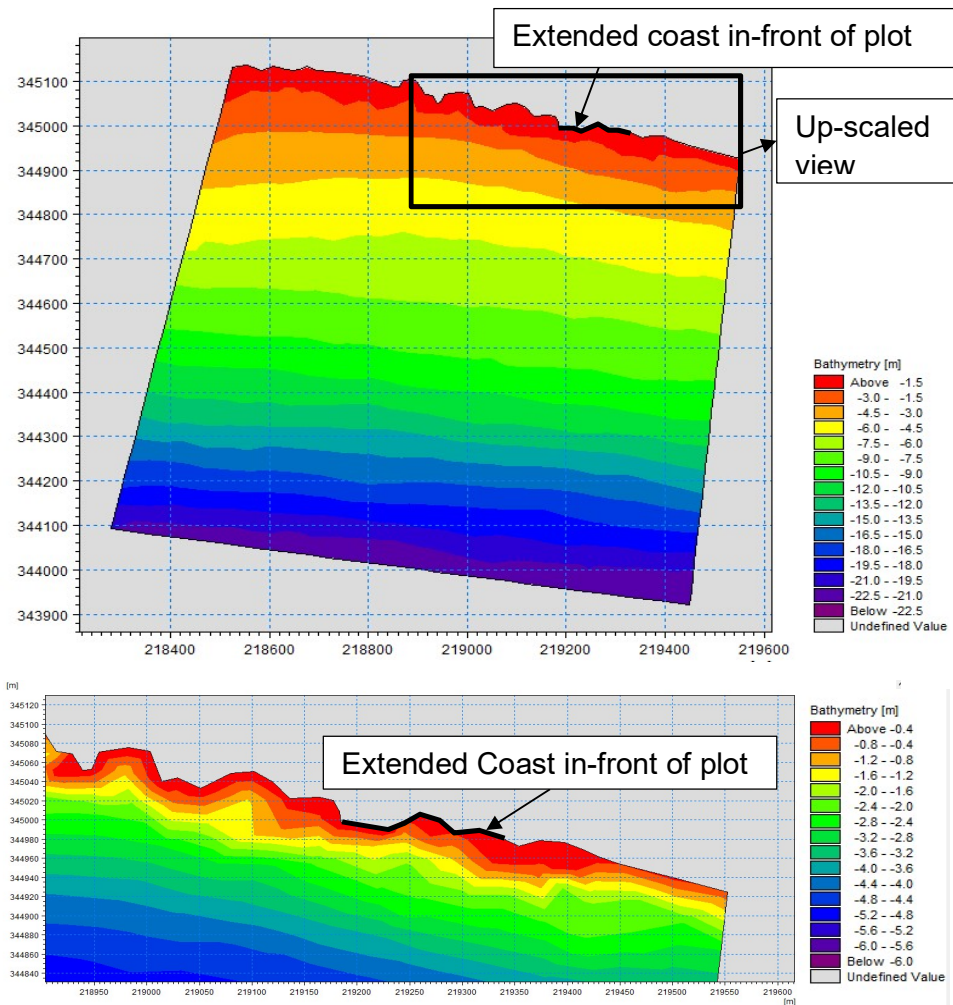 Extended coast in-front of plot
Up-scaled
view
345100
345000
344900
344800
344700
344600
344500
344400
344300
344200
344100
344000
343900
218400 218600 218800 219000 219200 219400 219600
Bathymetry [m]
Above -1.5
-3.0 - -1.5
-4.5 - -3.0
-6.0 - -4.5
-7.5 - -6.0
-9.0 - -7.5
-10.5 - -9.0
-12.0 - -10.5
-13.5 - -12.0
-15.0 - -13.5
-16.5 - -15.0
-18.0 - -16.5
-19.5 - -18.0
-21.0 - -19.5
-22.5 - -21.0
Below -22.5
Undefined Value
[m]
345120
345100
345080
345060
345040
345020
345000
344980
344960
344940
344920
344900
344880
344860
344840
218950 219000 219050 219100 219150 219200 219250 219300 219350 219400 219450 219500 219550 219600
[m]
Extended Coast in-front of plot
Bathymetry [m]
Above -0.4
-0.8 - -0.4
-1.2 - -0.8
-1.6 - -1.2
-2.0 - -1.6
-2.4 - -2.0
-2.8 - -2.4
-3.2 - -2.8
-3.6 - -3.2
-4.0 - -3.6
-4.4 - -4.0
-4.8 - -4.4
-5.2 - -4.8
-5.6 - -5.2
-6.0 - -5.6
Below -6.0
Undefined Value